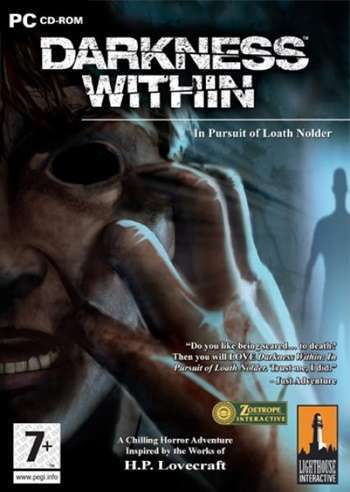 PC CD-ROM
DARKNESS
WITHIN
In Pursuit of Loath Nolder
"Do you like being scared... to death?
Then you will LOVE Darkness Within: In
Pursuit of Loath Nolder. Trust me, I did!"
- Just Adventure
ZOETROPE
INTERACTIVE
7+
www.pegi.info
A Chilling Horror Adventure
Inspired by the Works of
H.P. Lovecraft
LIGHTHOUSE
INTERACTIVE